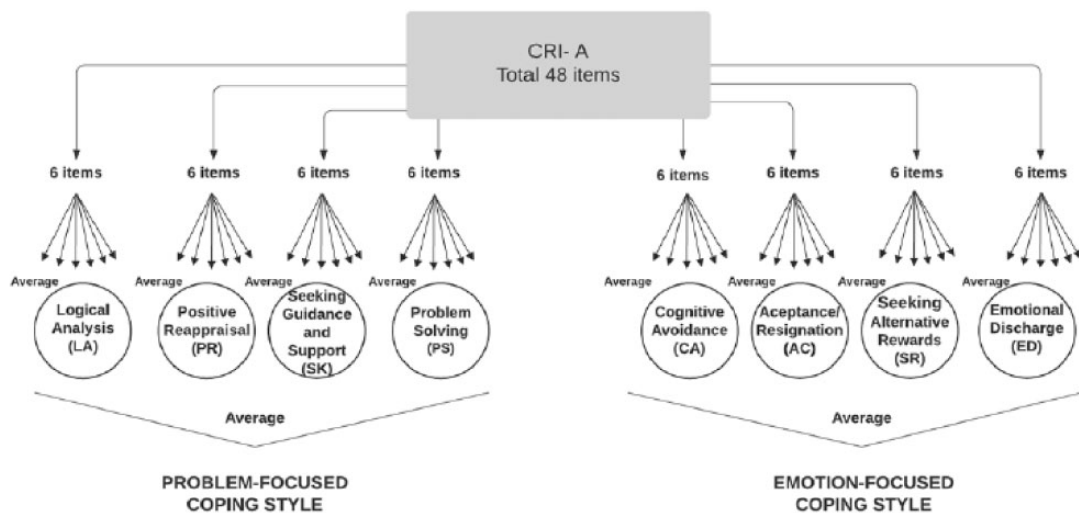 CRI- A
Total 48 items
6 items
6 items
6 items
6 items
6 items
6 items
6 items
6 items
Average
Average
Average
Average
Average
Average
Average
Average
Logical
Analysis
(LA)
Positive
Reappraisal
(PR)
Seeking
Guidance
and
Support
(SK)
Problem
Solving
(PS)
Cognitive
Avoidance
(CA)
Aceptance/
Resignation
(AC)
Seeking
Alternative
Rewards
(SR)
Emotional
Discharge
(ED)
Average
Average
PROBLEM-FOCUSED
COPING STYLE
EMOTION-FOCUSED
COPING STYLE